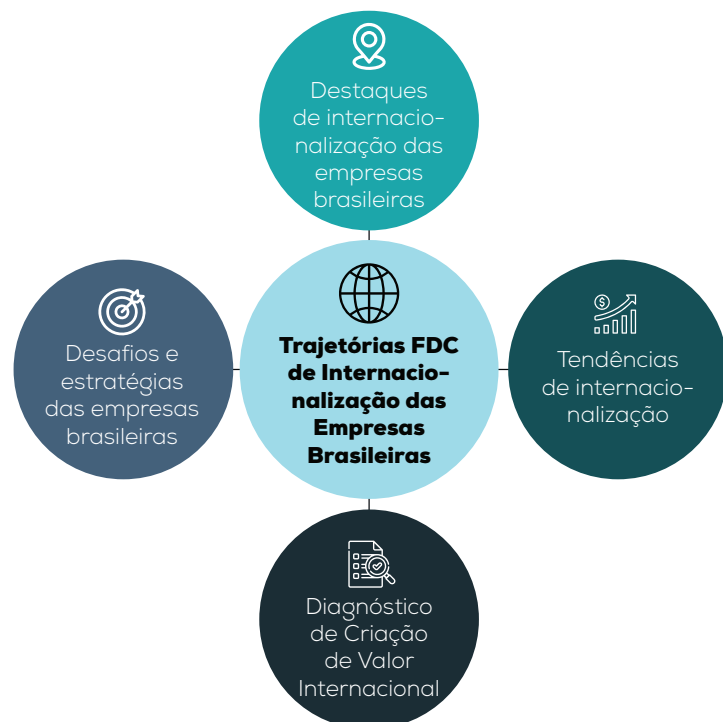 Destaques
de internacio-
nalização das
empresas
brasileiras
Desafios e
estratégias
das empresas
brasileiras
Trajetórias FDC
de Internacio-
nalização das
Empresas
Brasileiras
$
Tendências
de internacio-
nalização
Diagnóstico
de Criação
de Valor
Internacional